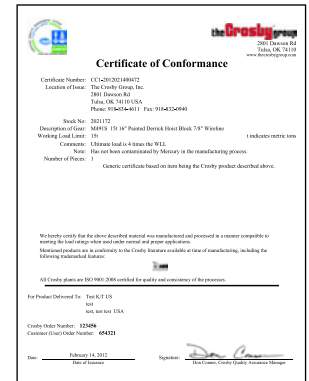 the Crosby group
2801 Dawson Rd
Tulsa, OK 74110
www.thecrosbygroup.com
Certificate of Conformance
Certificate Number: CC1-2012021400472
Location of Issue: The Crosby Group, Inc.
2801 Dawson Rd
Tulsa, OK 74110 USA
Phone: 918-834-4611 Fax: 918-832-0940
Stock No: 2021172
Description of Gear: M491S 15t 16" Painted Derrick Hoist Block 7/8" Wireline
Working Load Limit: 15t t indicates metric tons
Comments: Ultimate load is 4 times the WLL
Note: Has not been contaminated by Mercury in the manufacturing process.
Number of Pieces: 1
Generic certificate based on item being the Crosby product described above.
We hereby certify that the above described material was manufactured and processed in a manner compatible to
meeting the load ratings when used under normal and proper applications.
Mentioned products are in conformity to the Crosby literature available at time of manufacturing, including the
following trademarked features:
All Crosby plants are ISO 9001:2008 certified for quality and consistency of the processes.
For Product Delivered To: Test K/T US
test
test, test test USA
Crosby Order Number: 123456
Customer (User) Order Number: 654321
Date: February 14, 2012 Signature: Don Connor
Date of Issuance Don Connor, Crosby Quality Assurance Manager